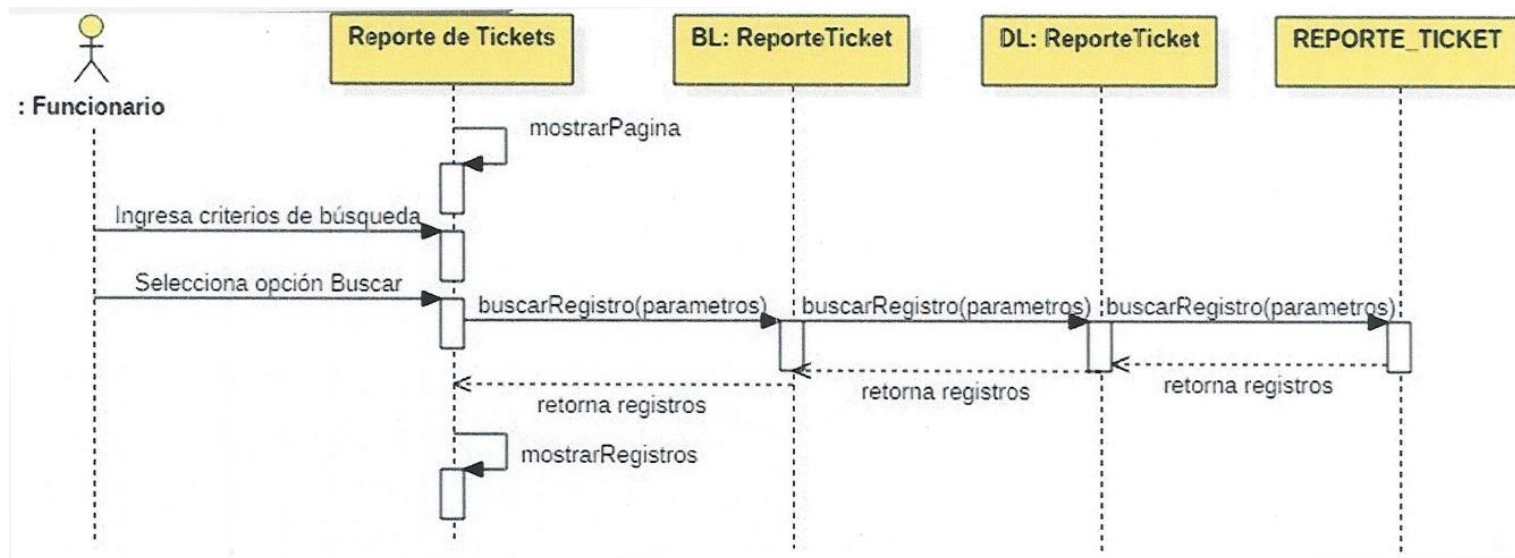 Reporte de Tickets
BL: ReporteTicket
DL: ReporteTicket
REPORTE_TICKET
: Funcionario
mostrarPagina
Ingresa criterios de búsqueda
Selecciona opción Buscar
buscarRegistro(parametros)
buscarRegistro(parametros)
buscarRegistro(parametros)
retorna registros
retorna registros
retorna registros
mostrarRegistros